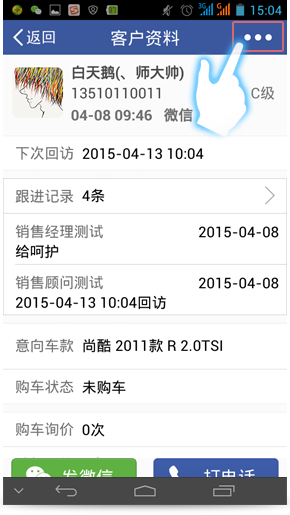 3G G 15:04
返回 客户资料
白天鹅(、师大帅)
13510110011 C级
04-08 09:46 微信
下次回访 2015-04-13 10:04
跟进记录 4条
销售经理测试 2015-04-08
给呵护
销售顾问测试 2015-04-08
2015-04-13 10:04回访
意向车款 尚酷 2011款 R 2.0TSI
购车状态 未购车
购车询价 0次
发微信 打电话